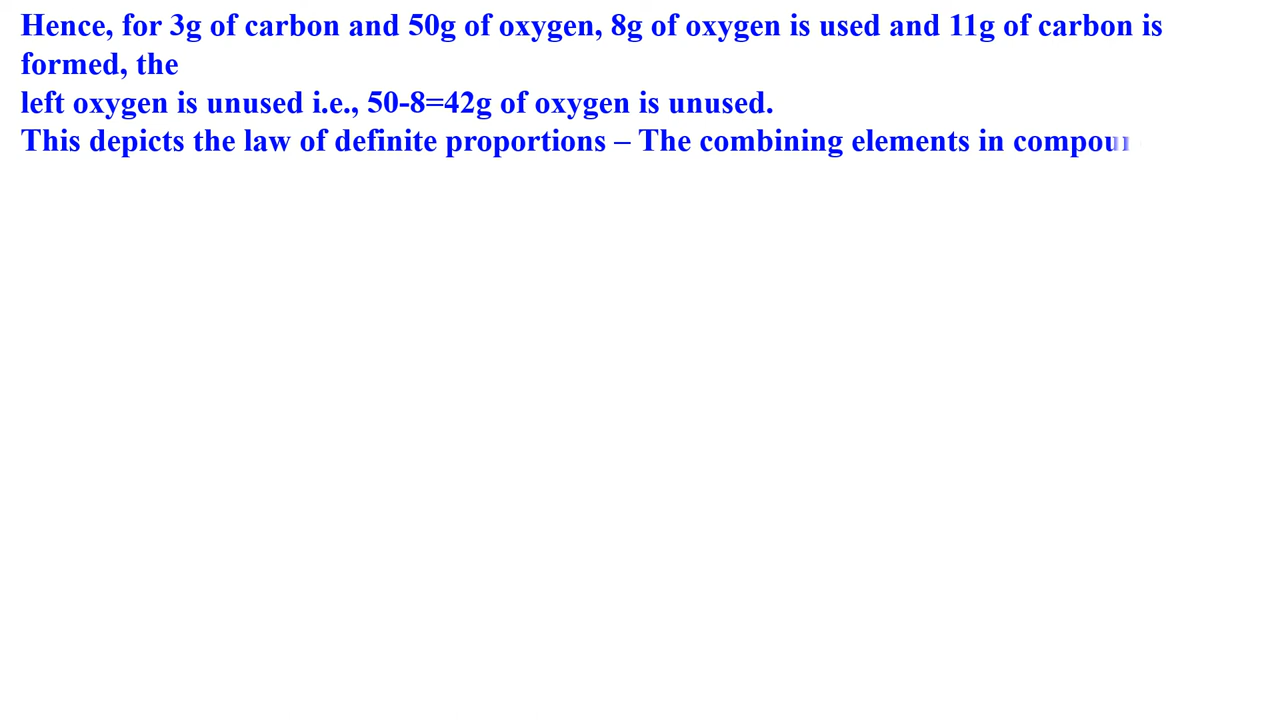 Hence, for 3g of carbon and 50g of oxygen, 8g of oxygen is used and 11g of carbon is
formed, the
left oxygen is unused i.e., 50-8=42g of oxygen is unused.
This depicts the law of definite proportions – The combining elements in